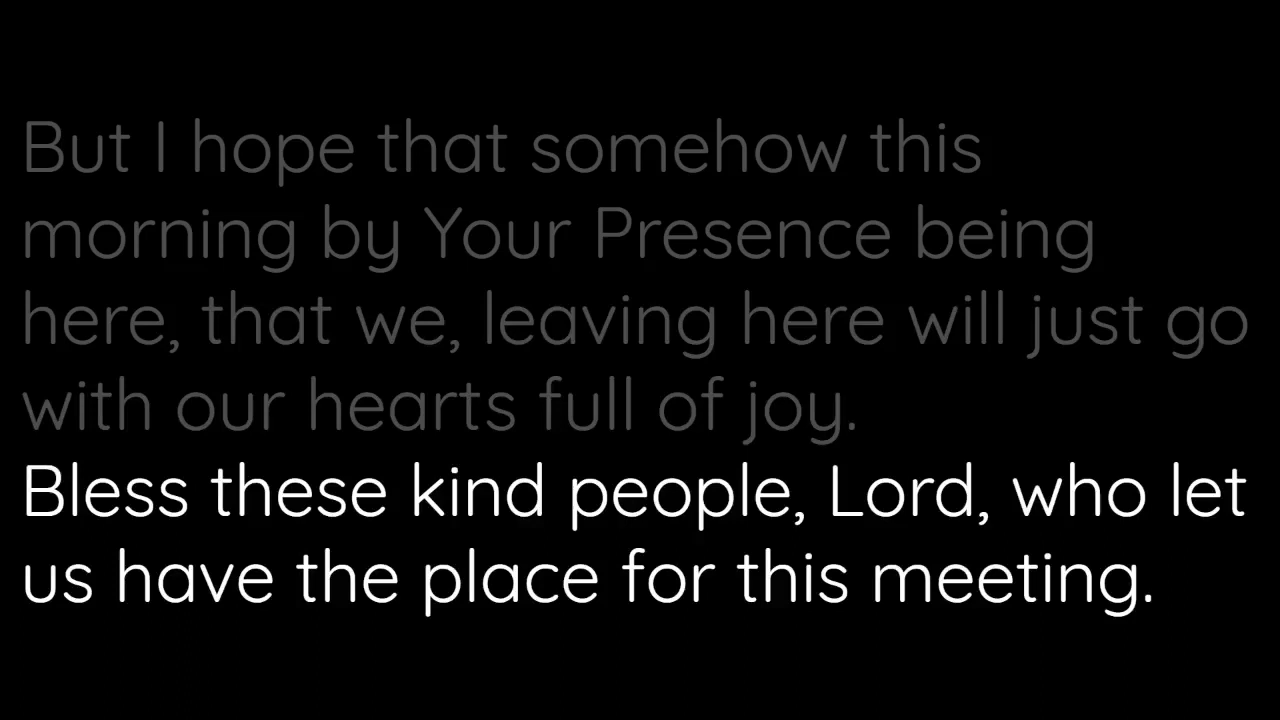 But I hope that somehow this
morning by Your Presence being
here, that we, leaving here will just go
with our hearts full of joy.
Bless these kind people, Lord, who let
us have the place for this meeting.